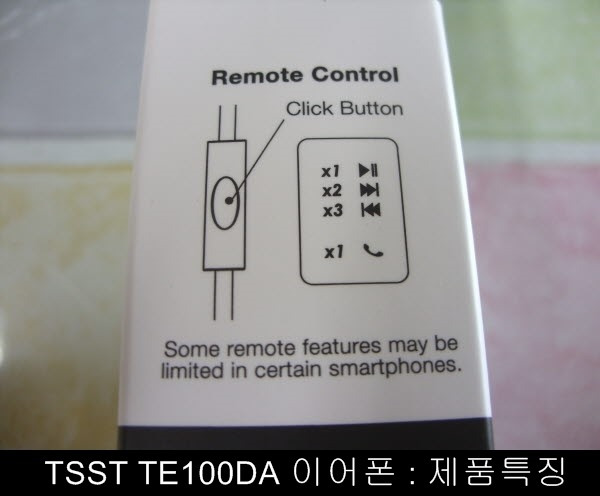 Remote Control
Click Button
x1
x2
x3
x1
Some remote features may be
limited in certain smartphones.
TSST TE100DA 이어폰 : 제품특징